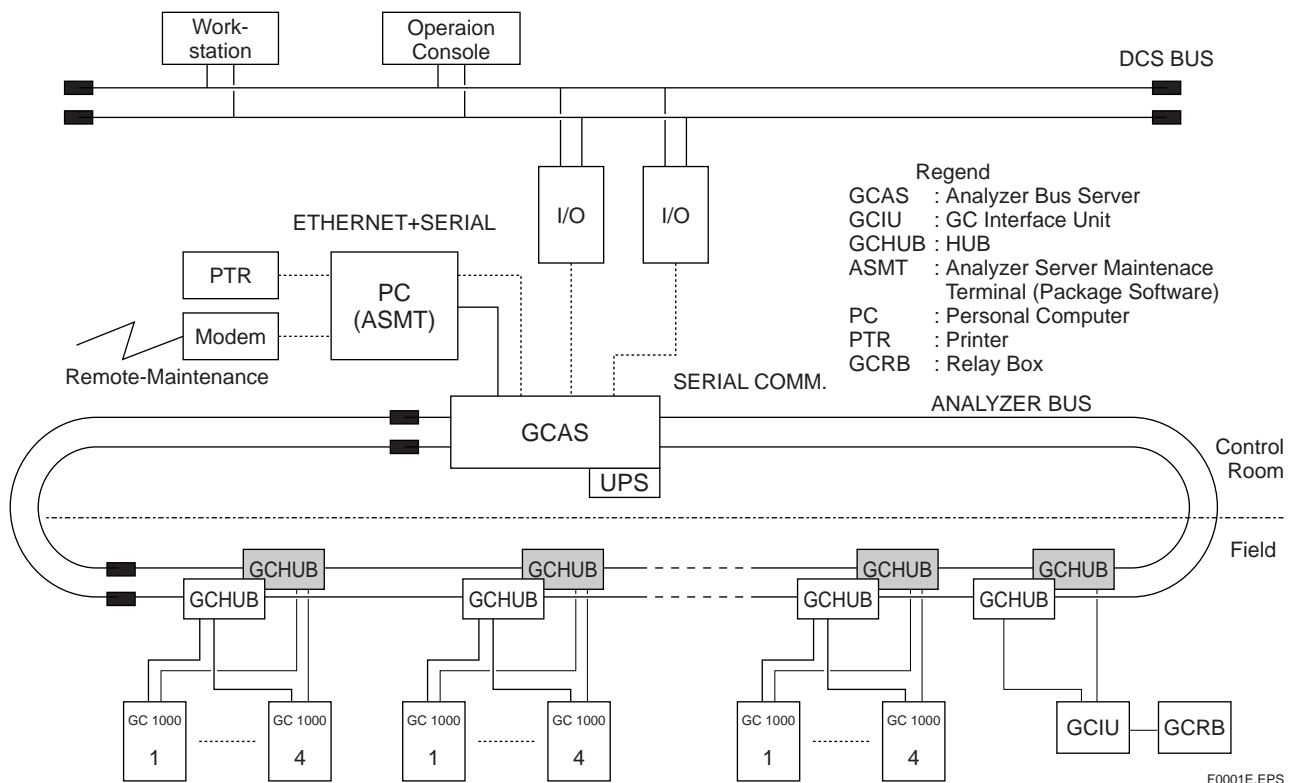 Work-
station
Operaion
Console
DCS BUS
I/O
I/O
Regend
GCAS : Analyzer Bus Server
GCIU : GC Interface Unit
GCHUB : HUB
ASMT : Analyzer Server Maintenace
Terminal (Package Software)
PC : Personal Computer
PTR : Printer
GCRB : Relay Box
ETHERNET+SERIAL
PTR
PC
(ASMT)
Modem
Remote-Maintenance
SERIAL COMM.
GCAS
UPS
ANALYZER BUS
Control
Room
Field
GCHUB
GCHUB
GCHUB
GCHUB
GCHUB
GCHUB
GCHUB
GCHUB
GC 1000
1
GC 1000
4
GC 1000
1
GC 1000
4
GC 1000
1
GC 1000
4
GCIU
GCRB
F0001E.EPS